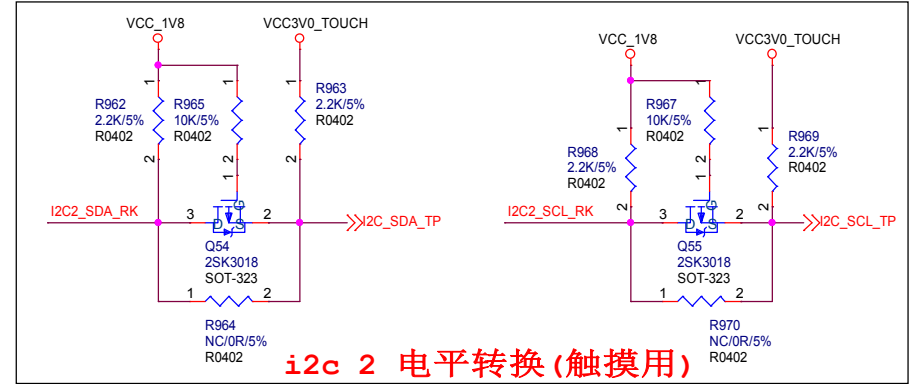 VCC_1V8
VCC3V0_TOUCH
R962
2.2K/5%
R0402
R965
10K/5%
R0402
R963
2.2K/5%
R0402
1
2
1
2
1
2
1
I2C2_SDA_RK
3
D
G
S
2
I2C_SDA_TP
Q54
2SK3018
SOT-323
1
2
R964
NC/0R/5%
R0402
VCC_1V8
VCC3V0_TOUCH
R967
10K/5%
R0402
R968
2.2K/5%
R0402
R969
2.2K/5%
R0402
1
2
1
2
1
2
1
I2C2_SCL_RK
3
D
G
S
2
I2C_SCL_TP
Q55
2SK3018
SOT-323
1
2
R970
NC/0R/5%
R0402
i2c 2 电平转换(触摸用)